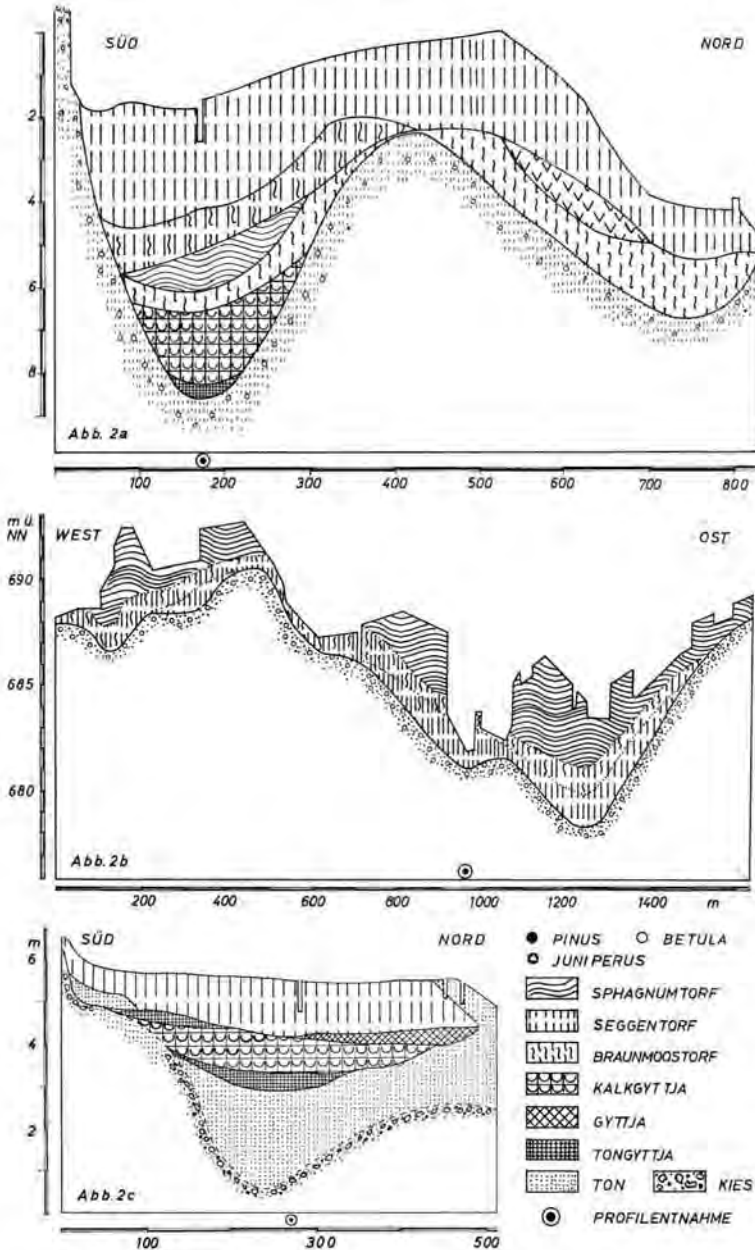 SÜD NORD
2
4
6
8
Abb. 2a
100 200 300 400 500 600 700 800
m ü. NN
WEST OST
690
685
680
Abb. 2b
200 400 600 800 1000 1200 1400 m
m
SÜD NORD
6
4
2
0
Abb. 2c
100 300 500
PINUS BETULA
JUNIPERUS
SPHAGNUMTORF
SEGGENTORF
BRAUNMOOSTORF
KALKGYTTJA
GYTTJA
TONGYTTJA
TON KIES
PROFILENTNAHME